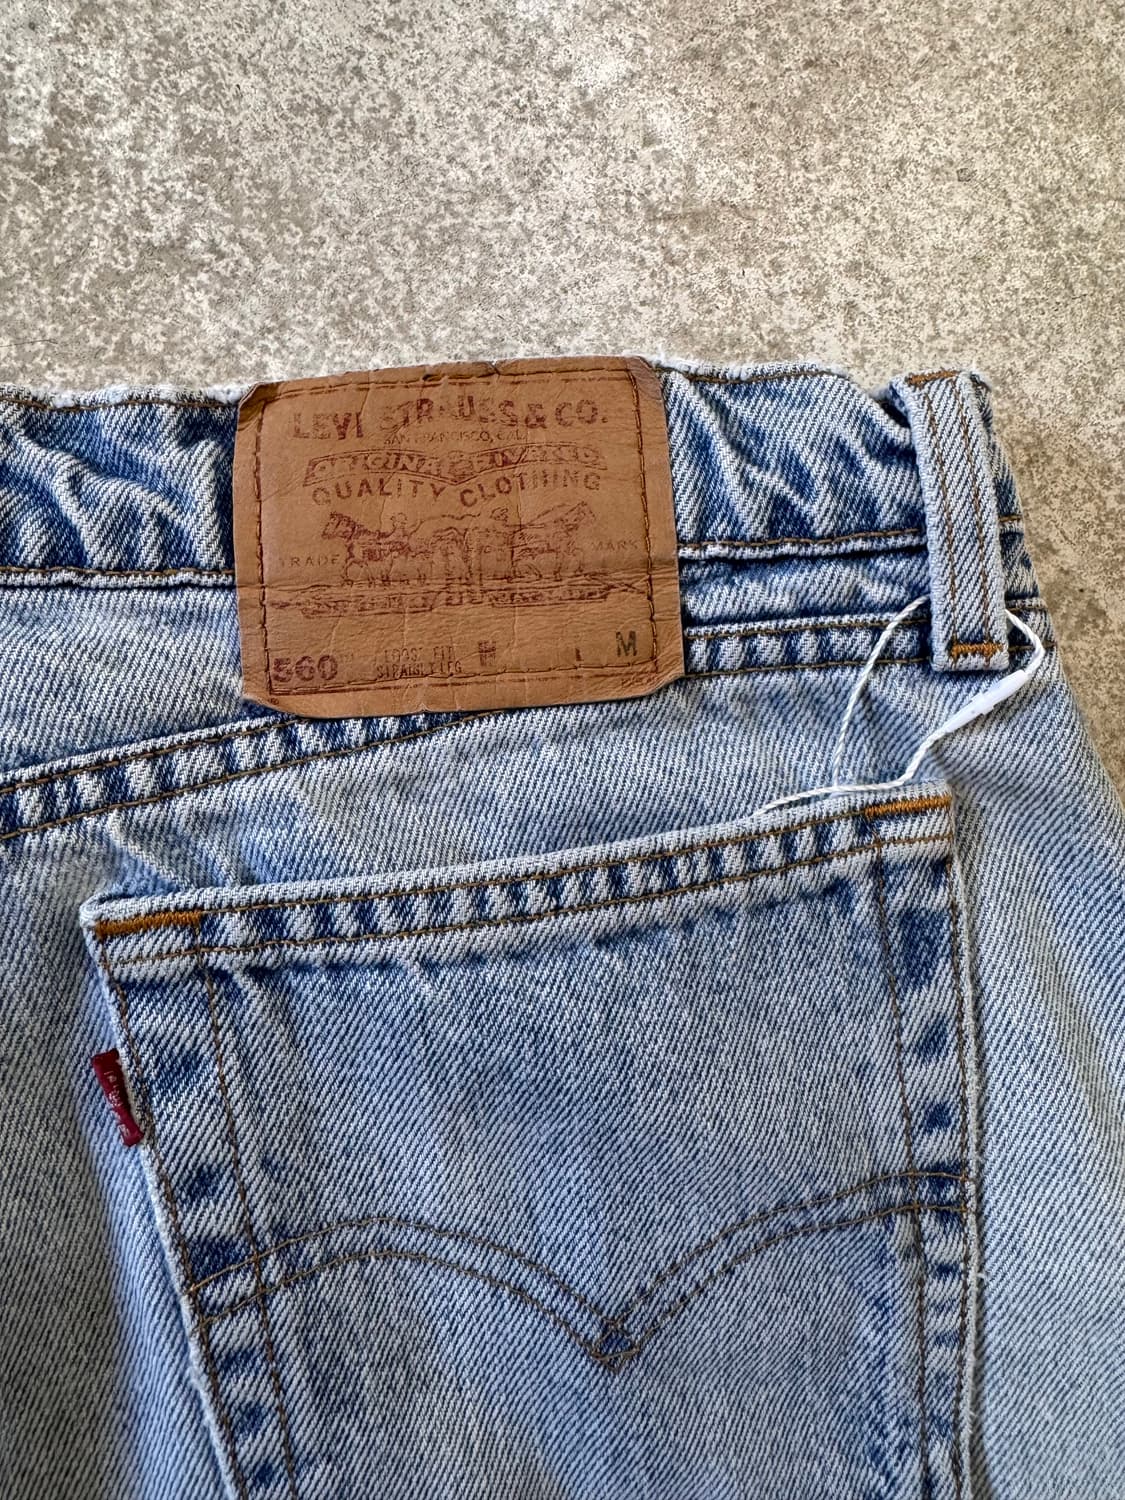 LEVI STRAUSS & CO.
SAN FRANCISCO, CAL.
ORIGINAL RIVETED
QUALITY CLOTHING
TRADE MARK
560 LOOSE FIT M
STRAIGHT LEG